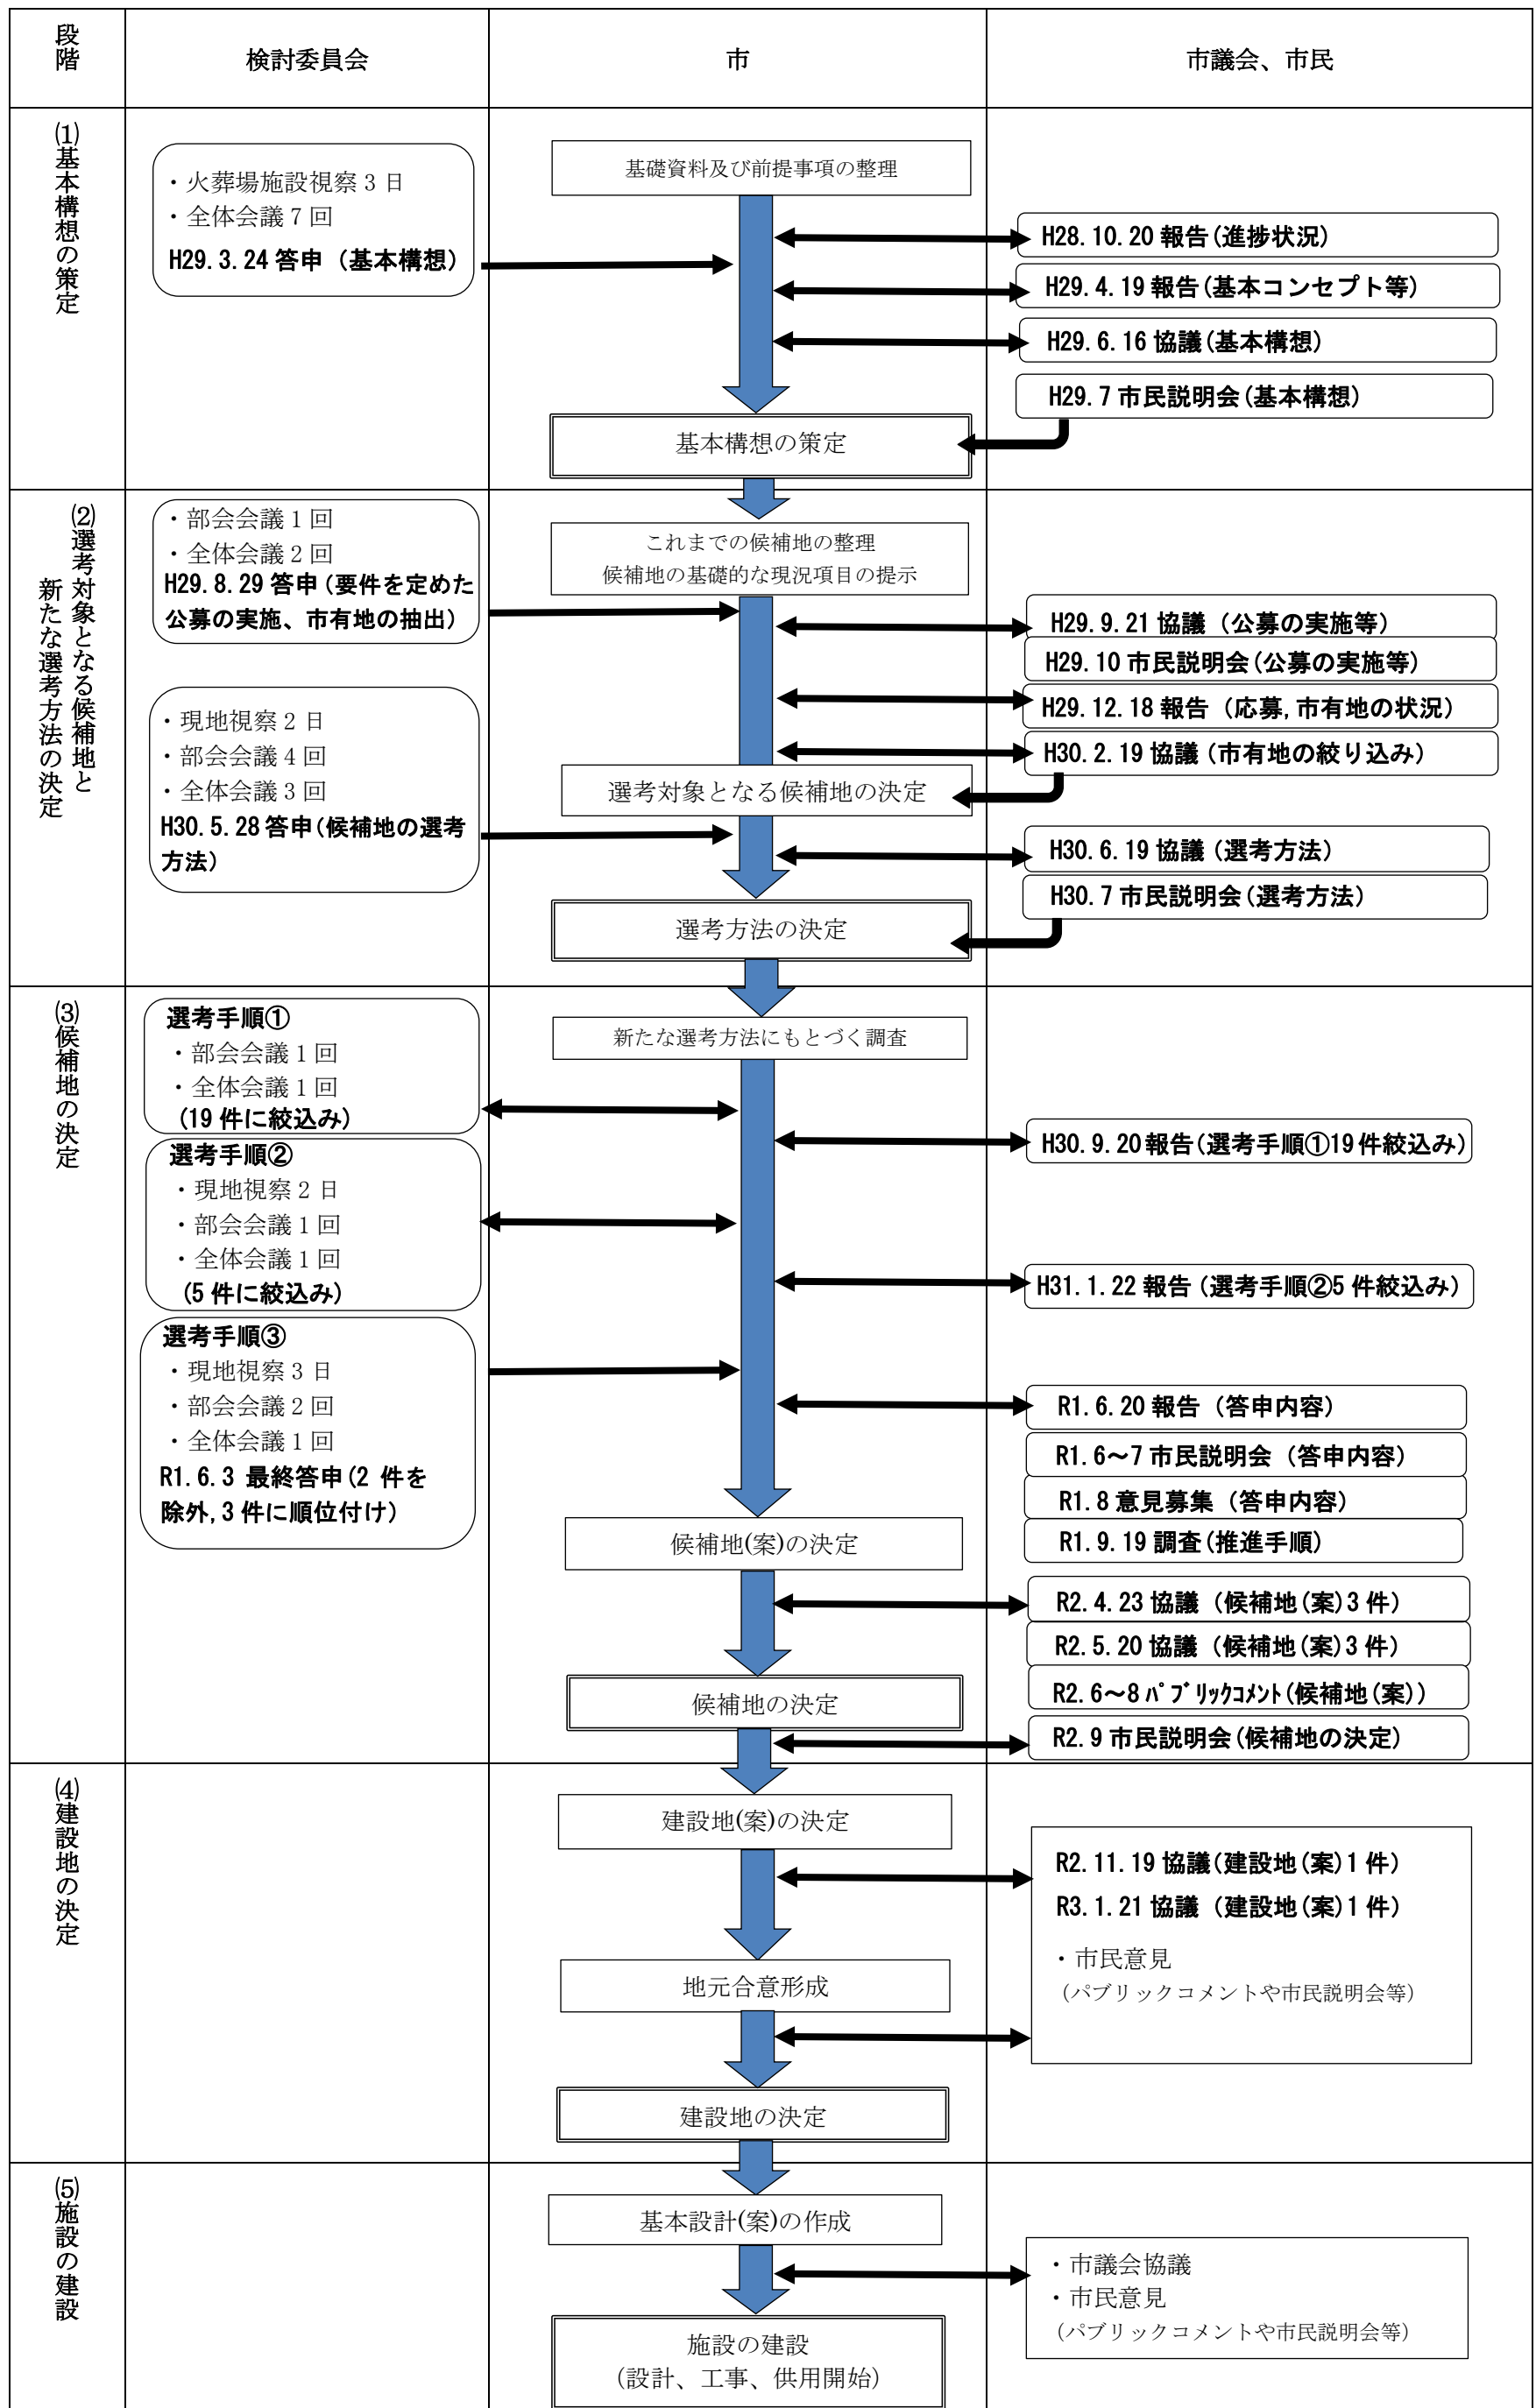 段階
検討委員会
市
市議会、市民
⑴基本構想の策定
・火葬場施設視察3日
・全体会議7回
H29.3.24 答申（基本構想）
基礎資料及び前提事項の整理
基本構想の策定
H28.10.20 報告(進捗状況)
H29.4.19 報告(基本コンセプト等)
H29.6.16 協議(基本構想)
H29.7 市民説明会(基本構想)
⑵選考対象となる候補地と
新たな選考方法の決定
・部会会議1回
・全体会議2回
H29.8.29 答申(要件を定めた
公募の実施、市有地の抽出)
・現地視察2日
・部会会議4回
・全体会議3回
H30.5.28 答申(候補地の選考
方法)
これまでの候補地の整理
候補地の基礎的な現況項目の提示
選考対象となる候補地の決定
選考方法の決定
H29.9.21 協議（公募の実施等）
H29.10 市民説明会(公募の実施等)
H29.12.18 報告（応募,市有地の状況）
H30.2.19 協議(市有地の絞り込み)
H30.6.19 協議(選考方法)
H30.7 市民説明会(選考方法)
⑶候補地の決定
選考手順①
・部会会議1回
・全体会議1回
(19 件に絞込み)
選考手順②
・現地視察2日
・部会会議1回
・全体会議1回
(5 件に絞込み)
選考手順③
・現地視察3日
・部会会議2回
・全体会議1回
R1.6.3 最終答申(2 件を
除外,3 件に順位付け)
新たな選考方法にもとづく調査
候補地(案)の決定
候補地の決定
H30.9.20 報告(選考手順①19 件絞込み)
H31.1.22 報告(選考手順②5 件絞込み)
R1.6.20 報告（答申内容）
R1.6～7 市民説明会（答申内容）
R1.8 意見募集（答申内容）
R1.9.19 調査(推進手順)
R2.4.23 協議（候補地(案)3 件）
R2.5.20 協議（候補地(案)3 件）
R2.6～8 ﾊﾟﾌﾞﾘｯｸｺﾒﾝﾄ(候補地(案))
R2.9 市民説明会(候補地の決定)
⑷建設地の決定
建設地(案)の決定
地元合意形成
建設地の決定
R2.11.19 協議(建設地(案)1 件)
R3.1.21 協議（建設地(案)1 件）
・市民意見
（パブリックコメントや市民説明会等）
⑸施設の建設
基本設計(案)の作成
施設の建設
(設計、工事、供用開始)
・市議会協議
・市民意見
（パブリックコメントや市民説明会等）